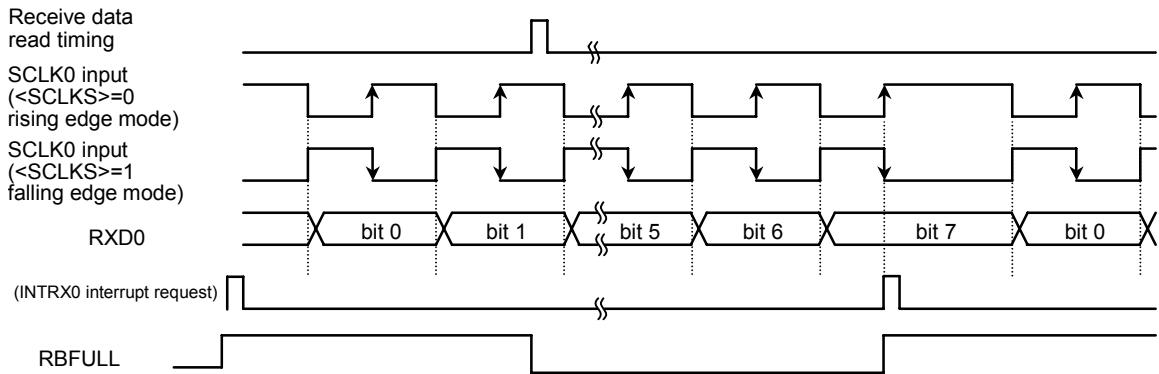 Receive data
read timing
SCLK0 input
(<SCLKS>=0
rising edge mode)
SCLK0 input
(<SCLKS>=1
falling edge mode)
RXD0
bit 0
bit 1
bit 5
bit 6
bit 7
bit 0
(INTRX0 interrupt request)
RBFULL